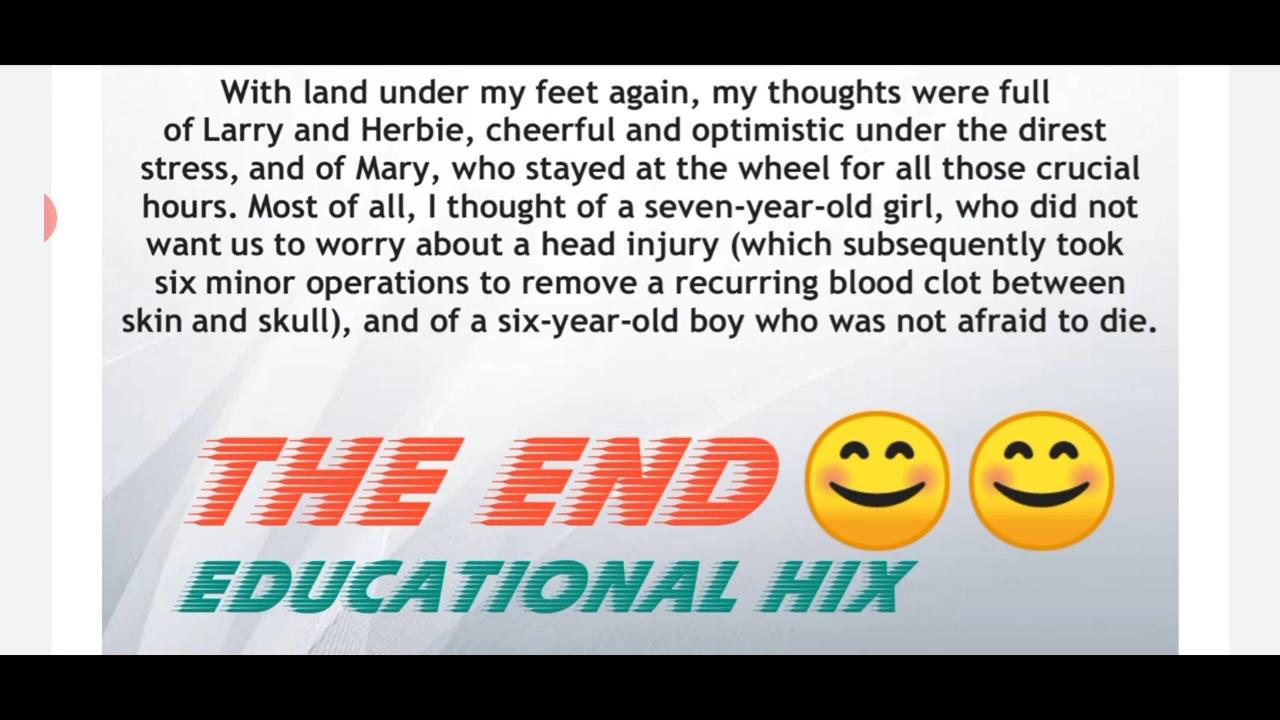 With land under my feet again, my thoughts were full
of Larry and Herbie, cheerful and optimistic under the direst
stress, and of Mary, who stayed at the wheel for all those crucial
hours. Most of all, I thought of a seven-year-old girl, who did not
want us to worry about a head injury (which subsequently took
six minor operations to remove a recurring blood clot between
skin and skull), and of a six-year-old boy who was not afraid to die.
THE END
EDUCATIONAL HIX